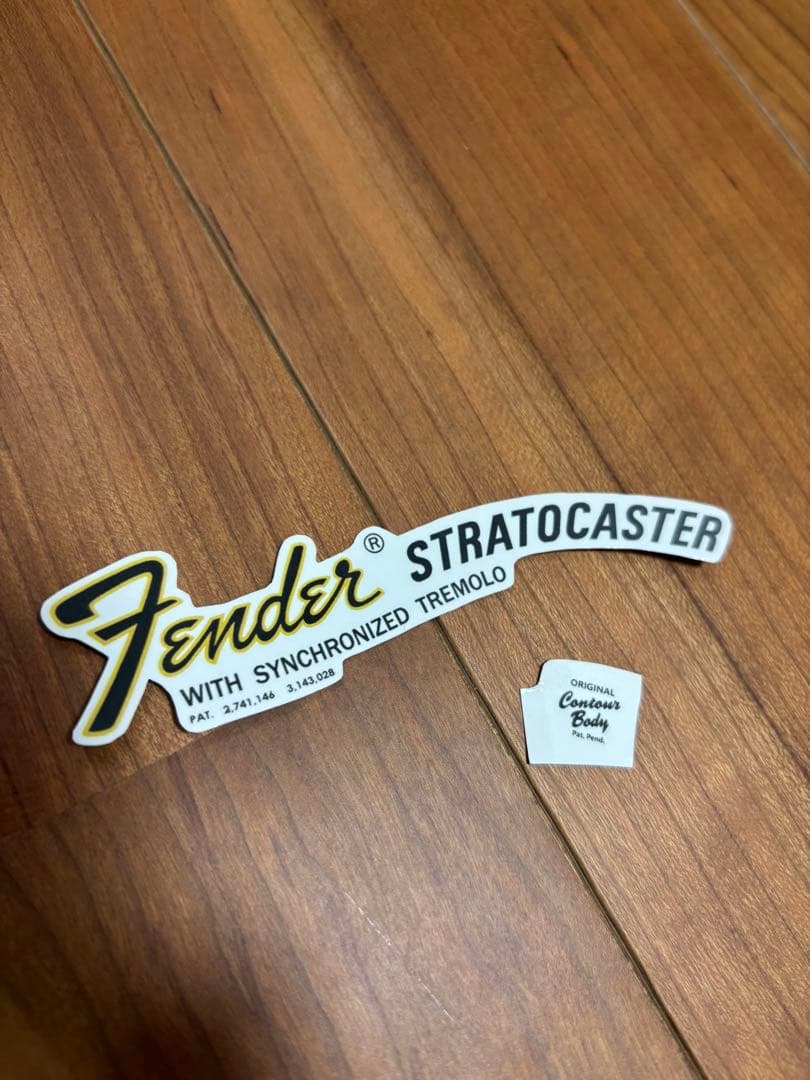 Fender® STRATOCASTER
WITH SYNCHRONIZED TREMOLO
PAT. 2,741,146 3,143,028
ORIGINAL
Contour
Body
Pat. Pend.